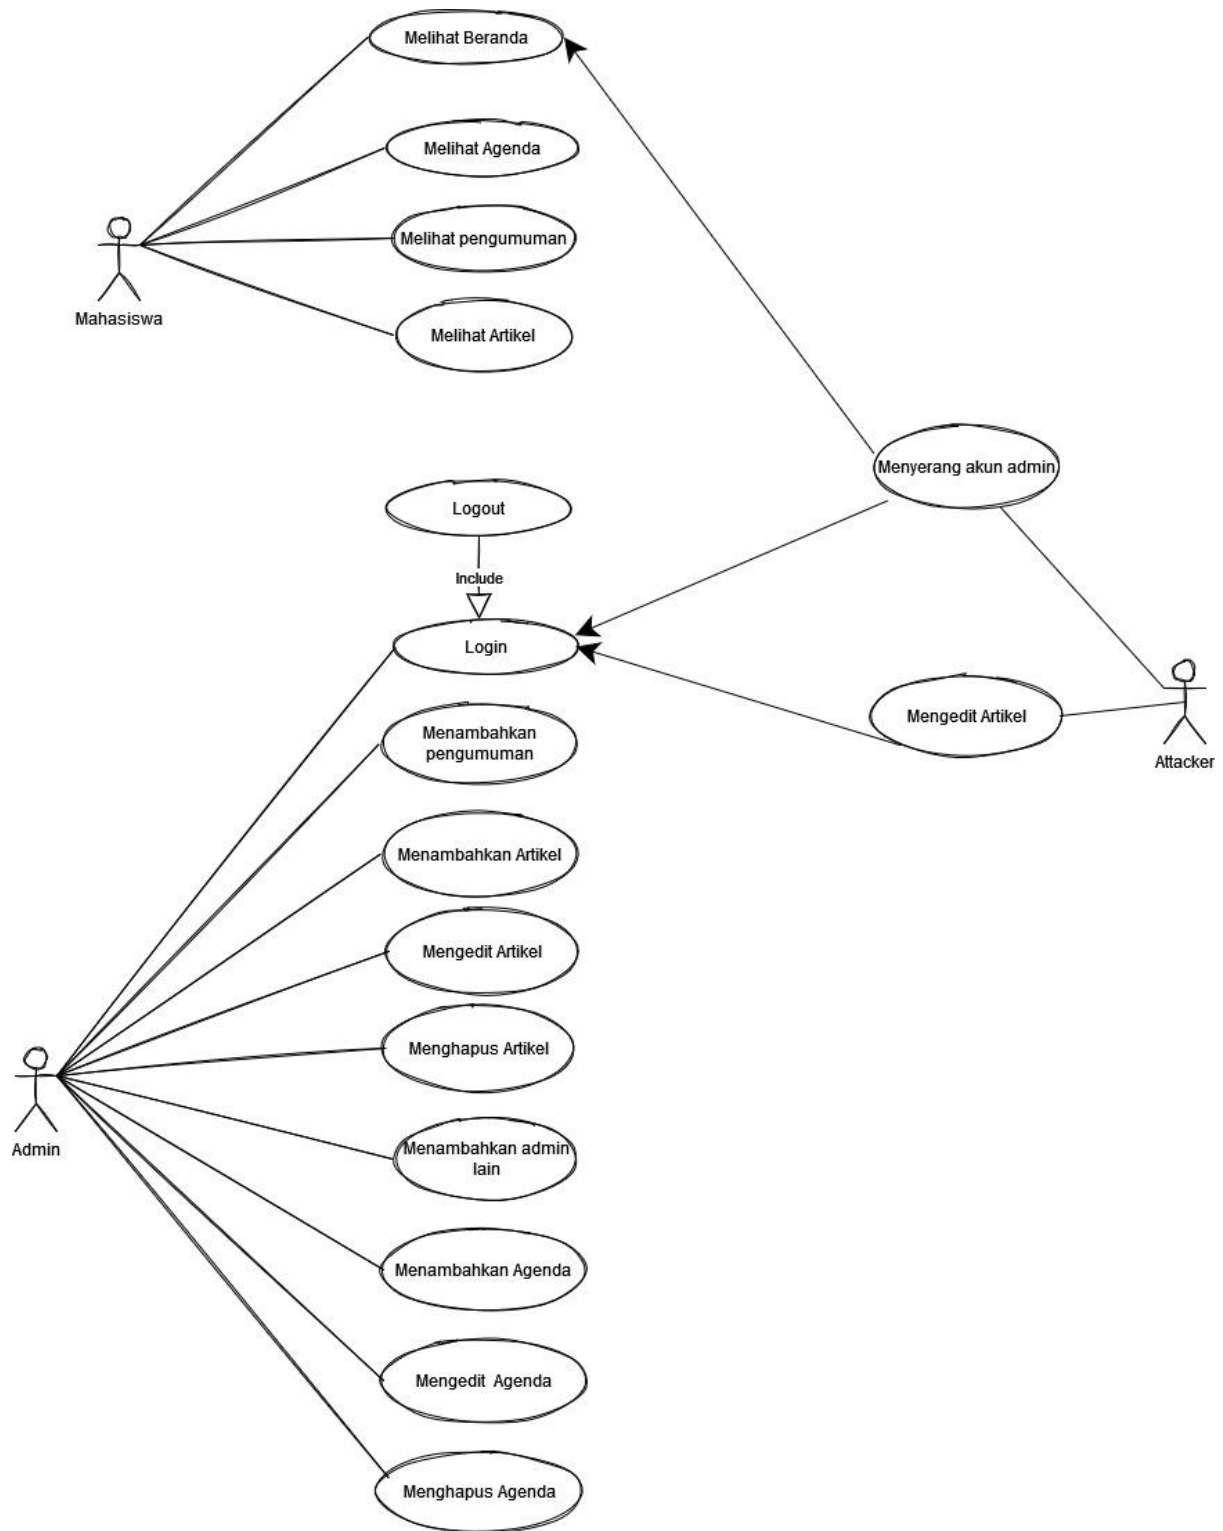 Melihat Beranda
Melihat Agenda
Melihat pengumuman
Mahasiswa
Melihat Artikel
Menyerang akun admin
Logout
Include
Login
Mengedit Artikel
Attacker
Menambahkan
pengumuman
Menambahkan Artikel
Mengedit Artikel
Menghapus Artikel
Admin
Menambahkan admin
lain
Menambahkan Agenda
Mengedit Agenda
Menghapus Agenda